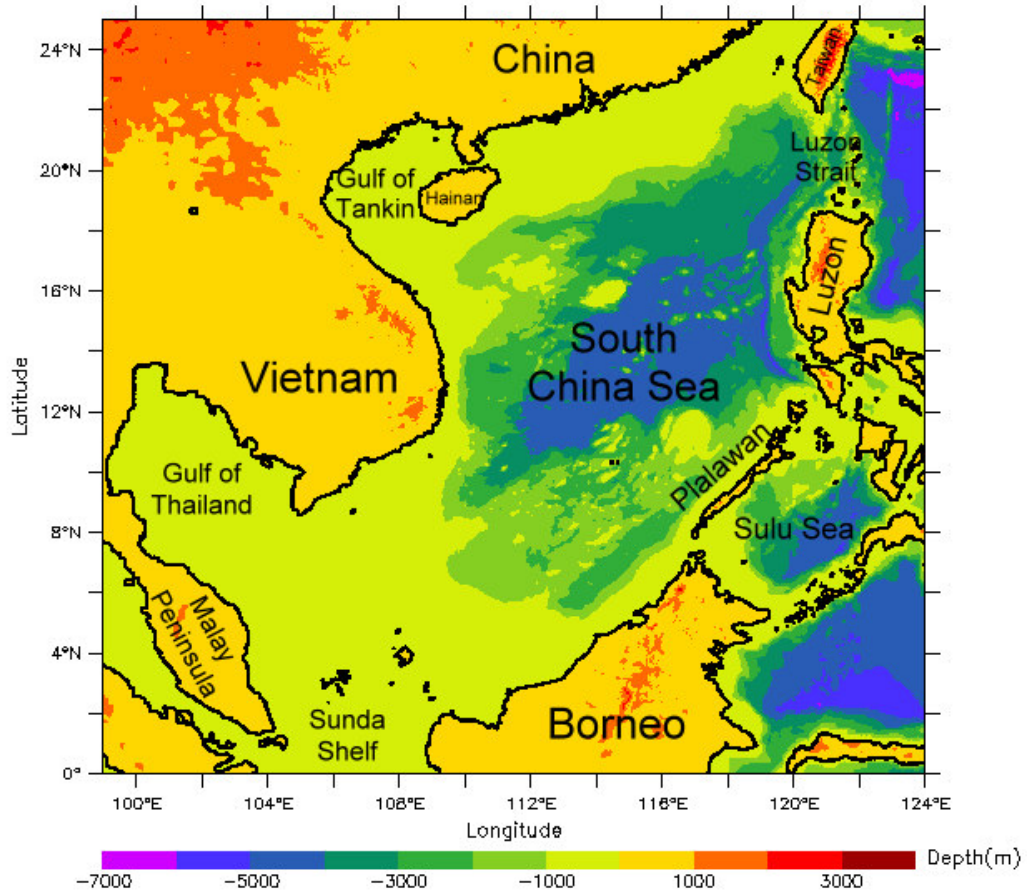 24°N
20°N
16°N
12°N
8°N
4°N
0°
Latitude
China
Taiwan
Luzon
Strait
Gulf of
Tankin
Hainan
Luzon
South
China Sea
Vietnam
Plalawan
Gulf of
Thailand
Sulu Sea
Malay
Peninsula
Sunda
Shelf
Borneo
100°E
104°E
108°E
112°E
116°E
120°E
124°E
Longitude
Depth(m)
−7000
−5000
−3000
−1000
1000
3000